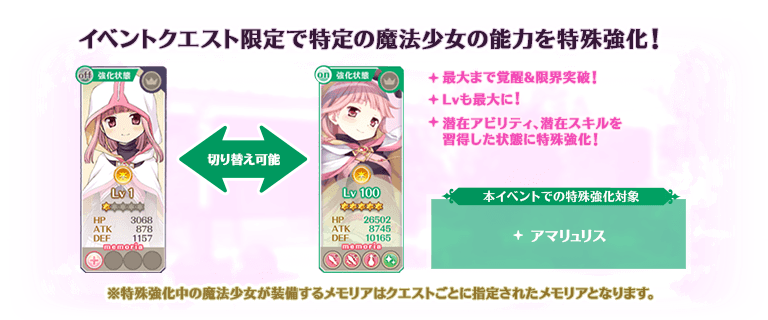 イベントクエスト限定で特定の魔法少女の能力を特殊強化!
off 強化状態
Lv 1
HP 3068
ATK 878
DEF 1157
memoria
切り替え可能
on 強化状態
Lv 100
HP 26502
ATK 8745
DEF 10165
memoria
最大まで覚醒&限界突破!
Lvも最大に!
潜在アビリティ、潜在スキルを
習得した状態に特殊強化!
本イベントでの特殊強化対象
アマリュリス
※特殊強化中の魔法少女が装備するメモリアはクエストごとに指定されたメモリアとなります。